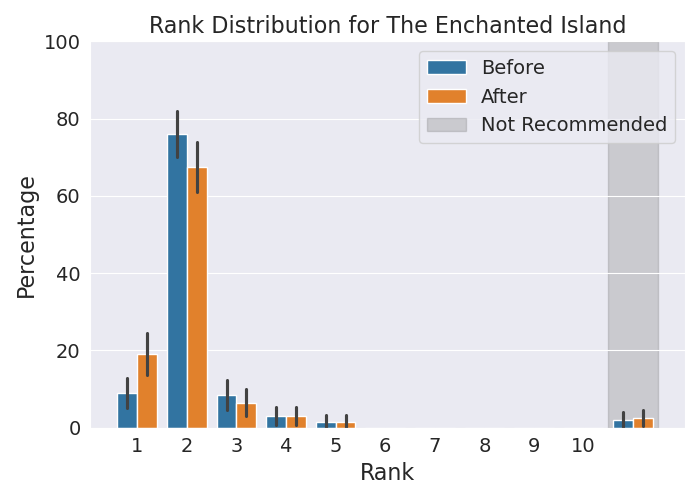 Rank Distribution for The Enchanted Island
Before
After
Not Recommended
Percentage
100
80
60
40
20
0
1 2 3 4 5 6 7 8 9 10
Rank